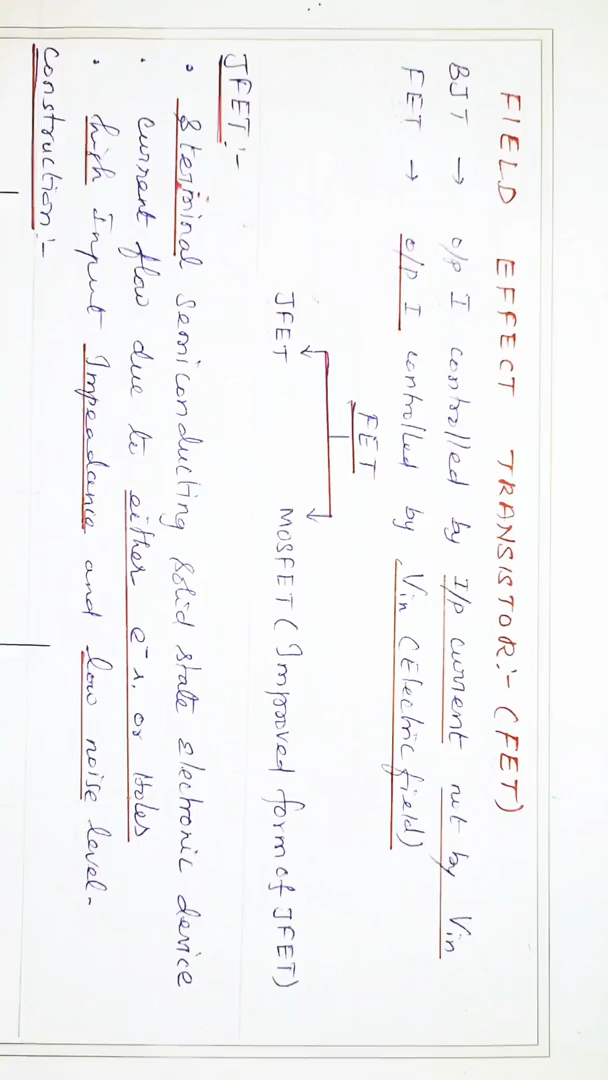 FIELD EFFECT TRANSISTOR:- (FET)
BJT → o/p I controlled by I/p current not by Vin
FET → o/p I controlled by Vin (Electric field)
FET
JFET MOSFET (Improved form of JFET)
JFET:-
• 3 terminal semiconducting solid state electronic device
• current flow due to either e⁻s, or Holes
• high Input Impeadance and low noise level.
construction:-